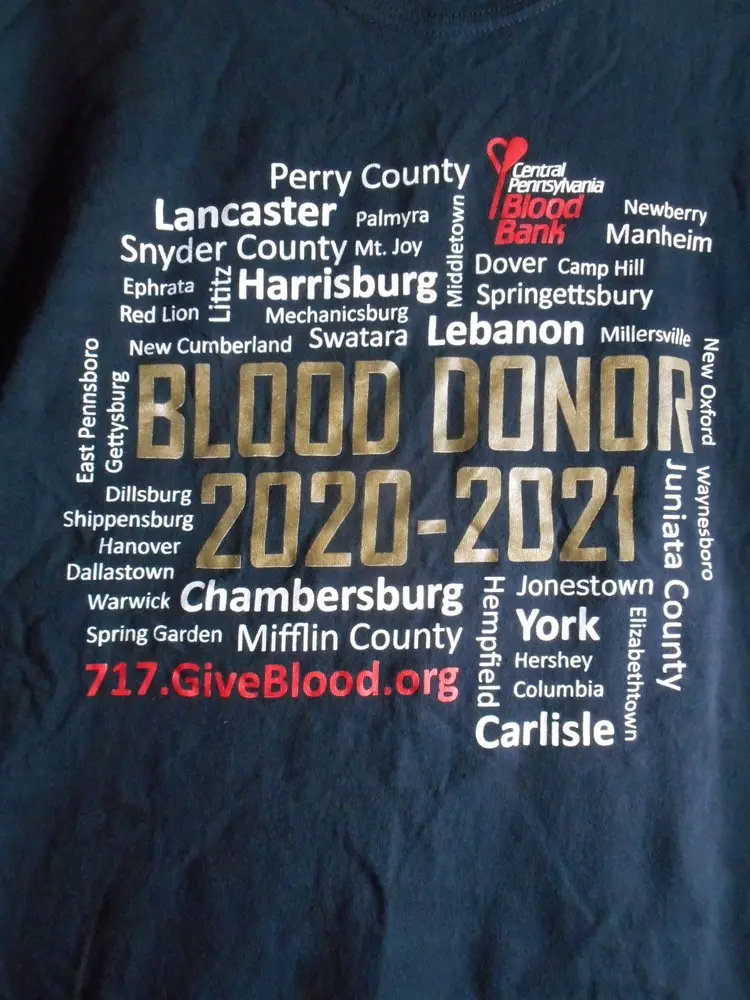 Perry County
Central
Pennsylvania
Blood
Bank
Lancaster Palmyra
Middletown
Newberry
Snyder County Mt. Joy
Manheim
Ephrata
Lititz
Harrisburg
Dover Camp Hill
Red Lion
Mechanicsburg
Springettsbury
New Cumberland Swatara Lebanon Millersville
East Pennsboro
Gettysburg
BLOOD DONOR
New Oxford
Dillsburg
2020-2021
Juniata County
Waynesboro
Shippensburg
Hanover
Dallastown
Warwick Chambersburg
Hempfield
Jonestown
York
Elizabethtown
Spring Garden Mifflin County
Hershey
717.GiveBlood.org
Columbia
Carlisle